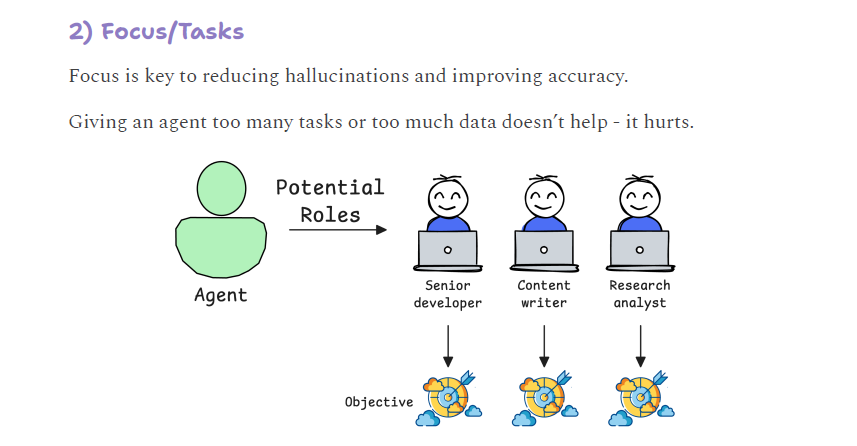 2) Focus/Tasks
Focus is key to reducing hallucinations and improving accuracy.
Giving an agent too many tasks or too much data doesn’t help - it hurts.
Potential
Roles
Agent
Senior
developer
Content
writer
Research
analyst
Objective